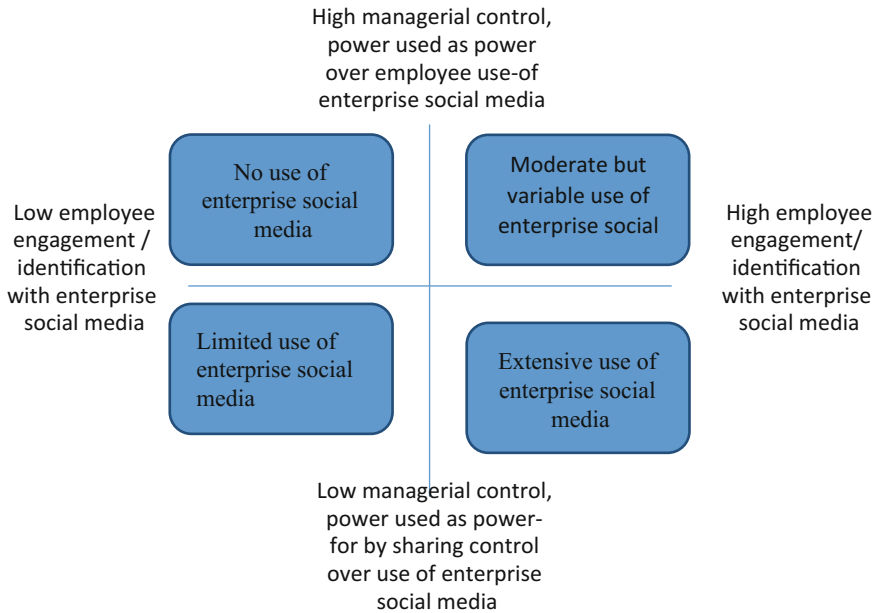 High managerial control,
power used as power
over employee use-of
enterprise social media
No use of
enterprise social
media
Moderate but
variable use of
enterprise social
Low employee
engagement /
identification
with enterprise
social media
High employee
engagement/
identification
with enterprise
social media
Limited use of
enterprise social
media
Extensive use of
enterprise social
media
Low managerial control,
power used as power-
for by sharing control
over use of enterprise
social media